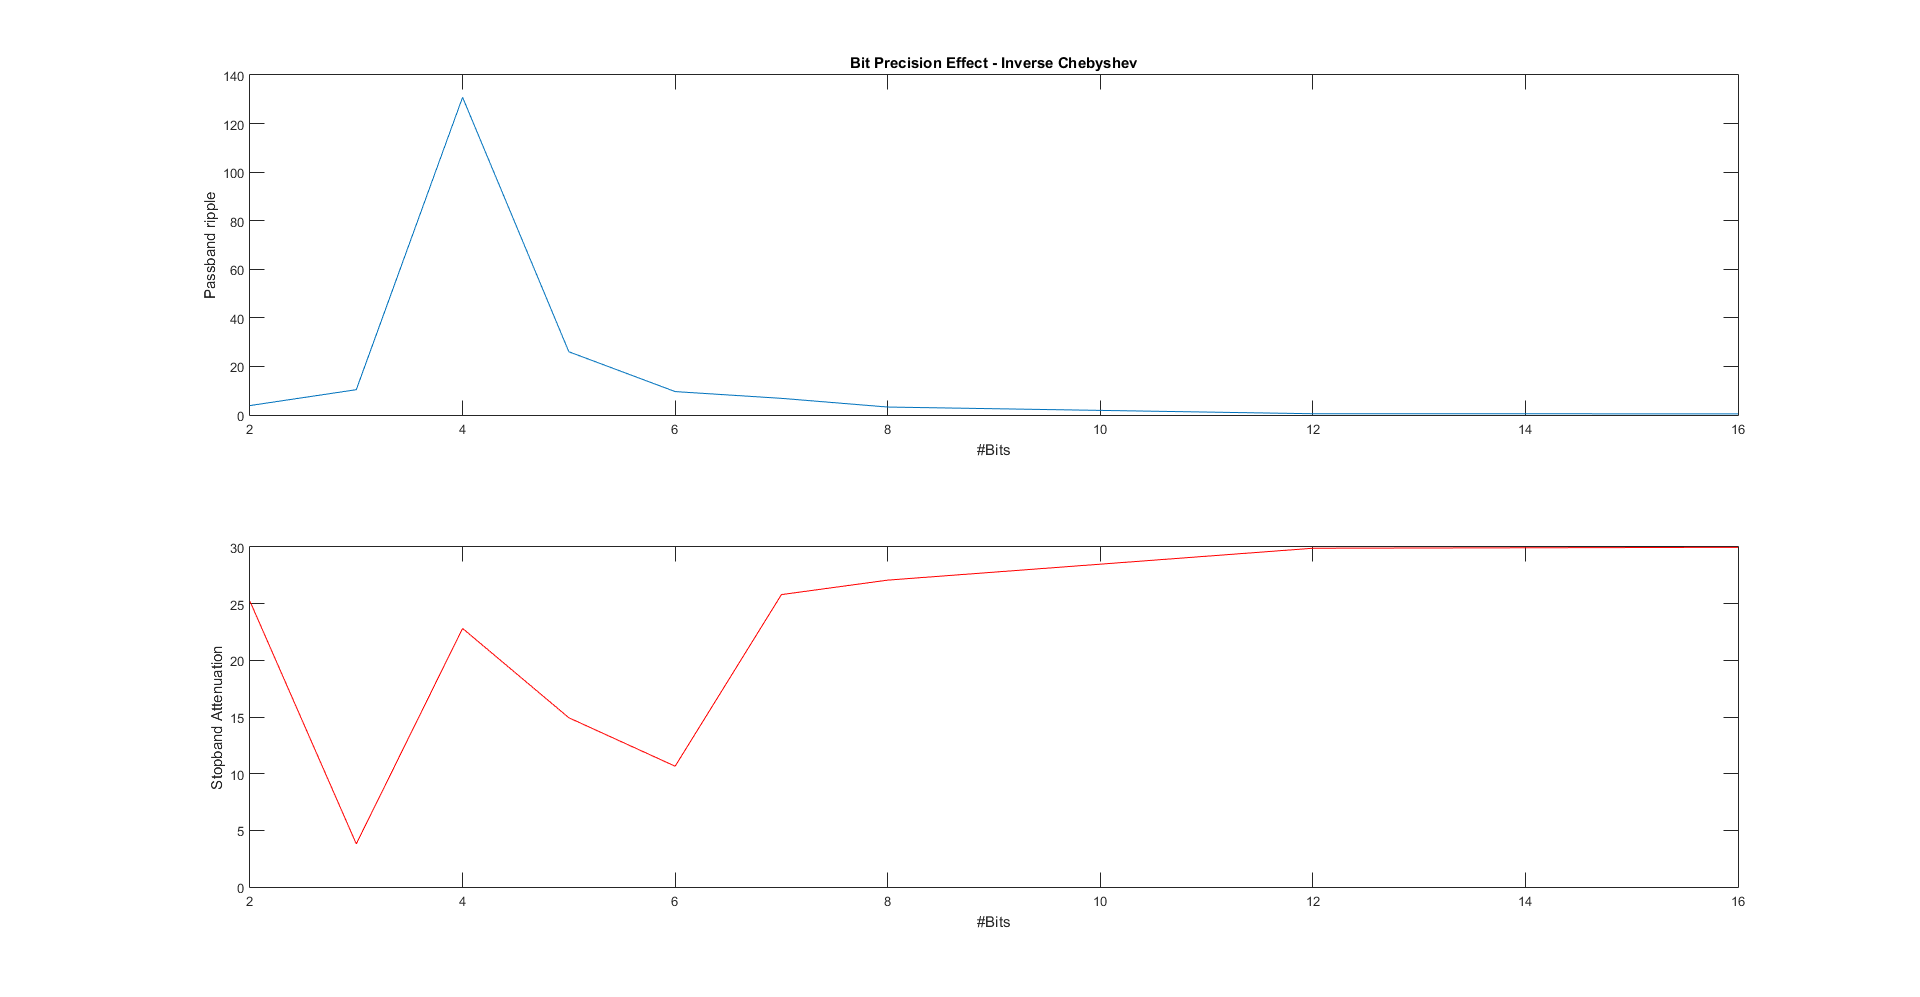 Bit Precision Effect - Inverse Chebyshev
140
120
100
80
60
40
20
0
Passband ripple
2 4 6 8 10 12 14 16
#Bits
30
25
20
15
10
5
0
Stopband Attenuation
2 4 6 8 10 12 14 16
#Bits